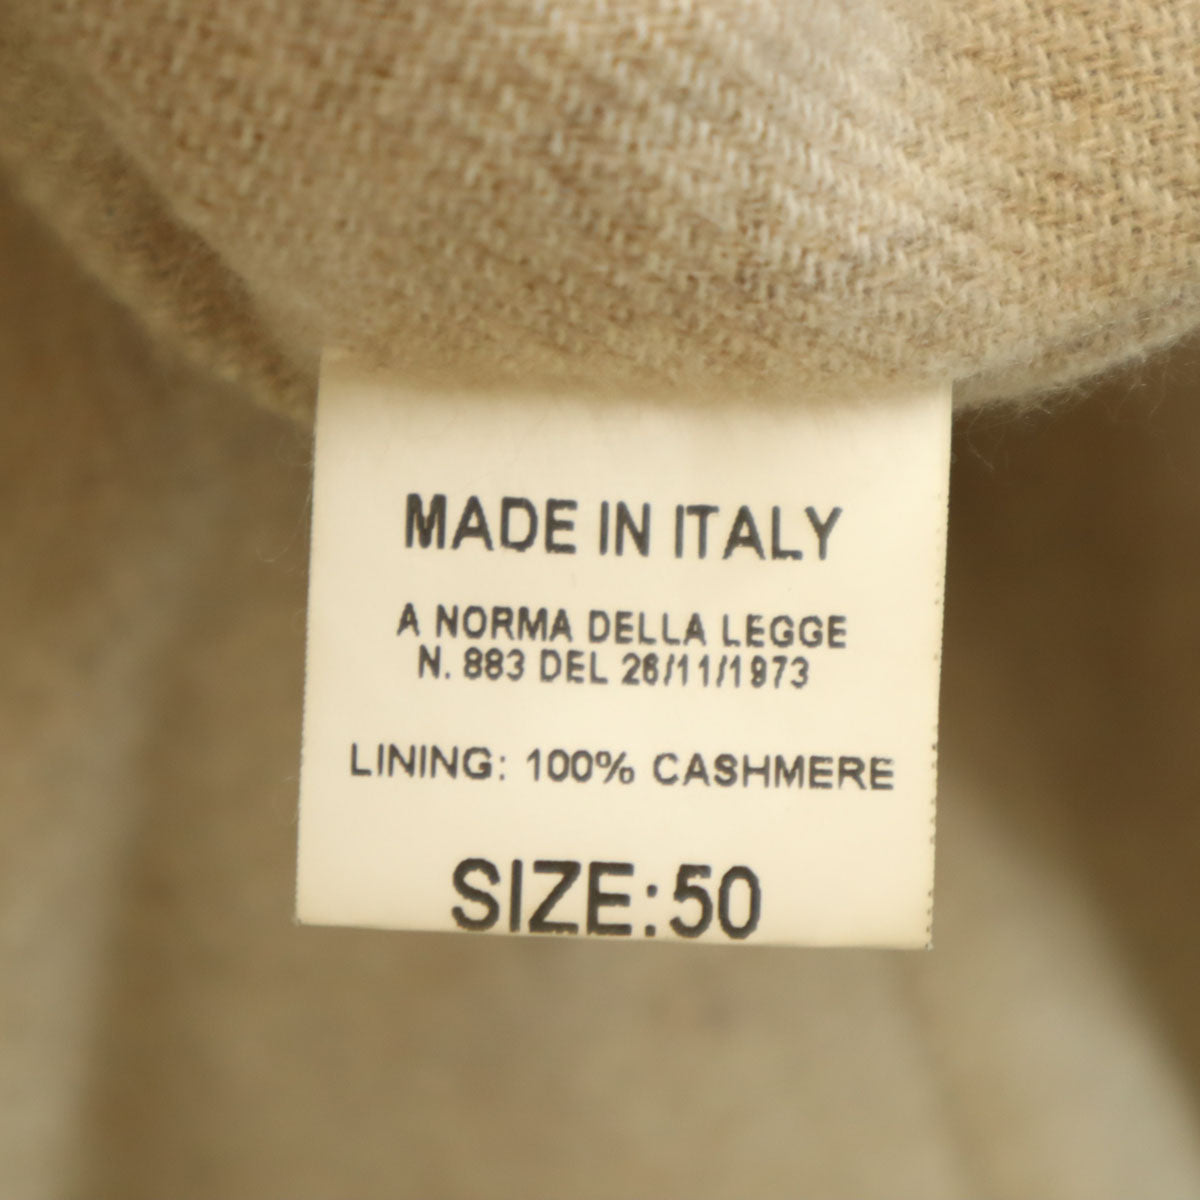 MADE IN ITALY
A NORMA DELLA LEGGE
N. 883 DEL 26/11/1973
LINING: 100% CASHMERE
SIZE: 50